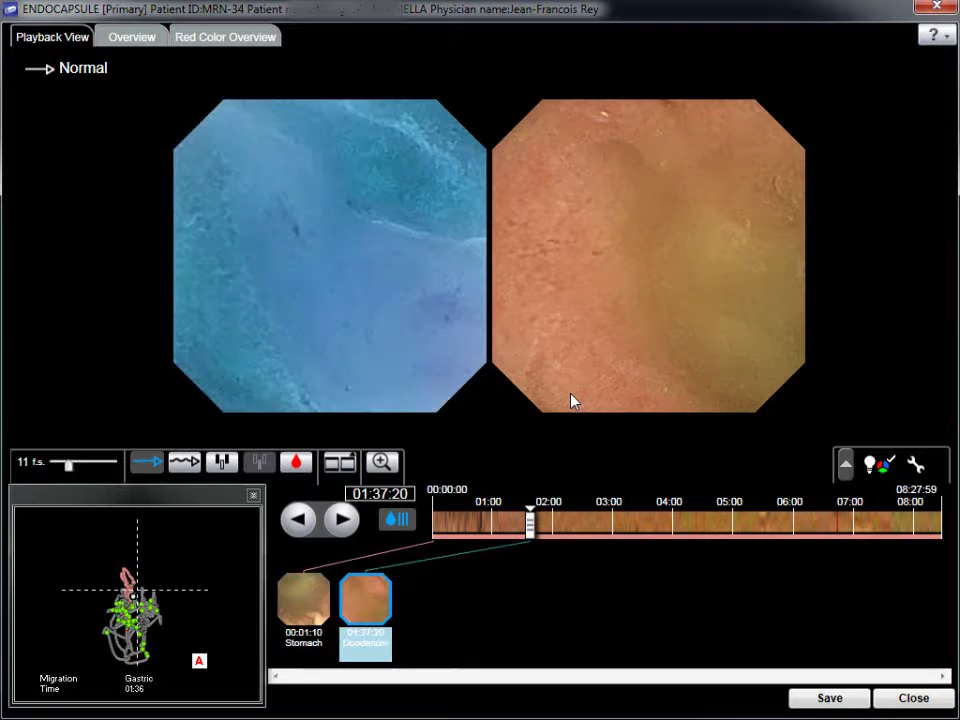 ENDOCAPSULE [Primary] Patient ID:MRN-34 Patient ELLA Physician name:Jean-Francois Rey
Playback View Overview Red Color Overview
?
Normal
11 f.s.
01:37:20
00:00:00 08:27:59
01:00 02:00 03:00 04:00 05:00 06:00 07:00 08:00
00:01:10 01:37:20
Stomach
A
Migration Gastric
Time 01:36
Save Close